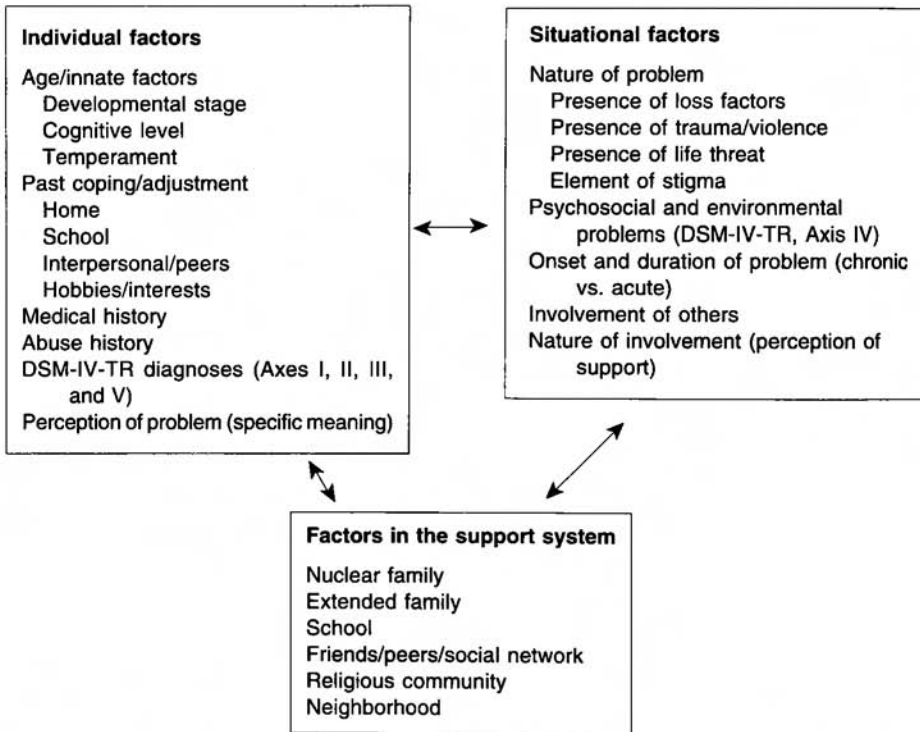 Individual factors
Age/innate factors
Developmental stage
Cognitive level
Temperament
Past coping/adjustment
Home
School
Interpersonal/peers
Hobbies/interests
Medical history
Abuse history
DSM-IV-TR diagnoses (Axes I, II, III,
and V)
Perception of problem (specific meaning)
Situational factors
Nature of problem
Presence of loss factors
Presence of trauma/violence
Presence of life threat
Element of stigma
Psychosocial and environmental
problems (DSM-IV-TR, Axis IV)
Onset and duration of problem (chronic
vs. acute)
Involvement of others
Nature of involvement (perception of
support)
Factors in the support system
Nuclear family
Extended family
School
Friends/peers/social network
Religious community
Neighborhood